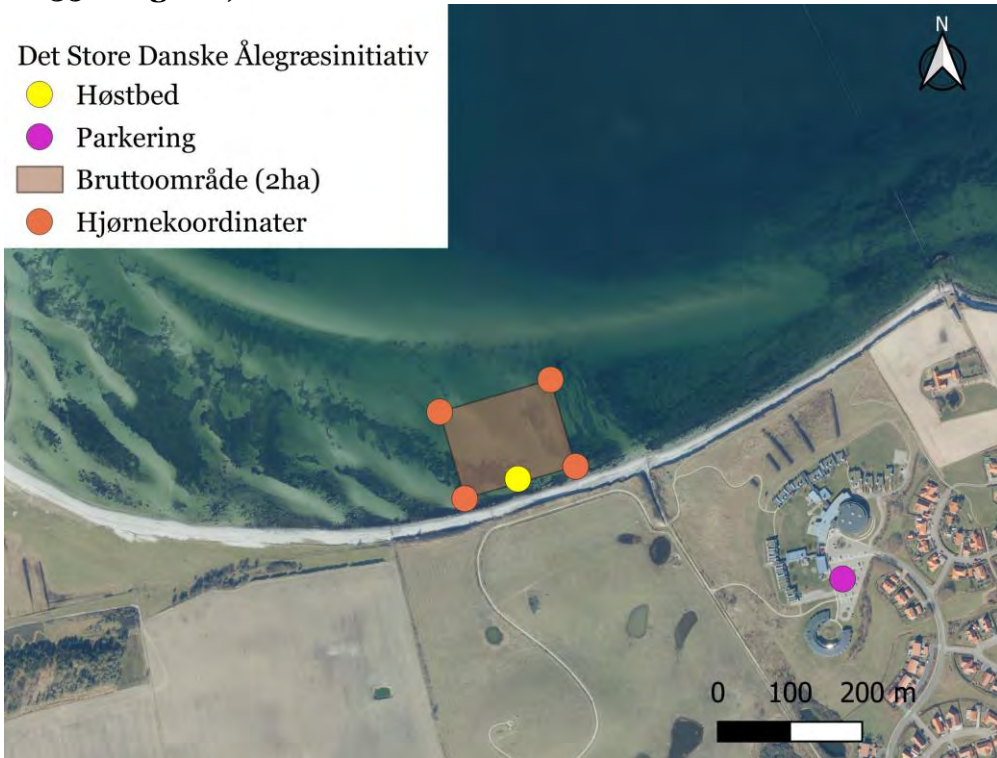 Det Store Danske Ålegræsinitiativ
Høstbed
Parkering
Bruttoområde (2ha)
Hjørnekoordinater
N
0 100 200 m